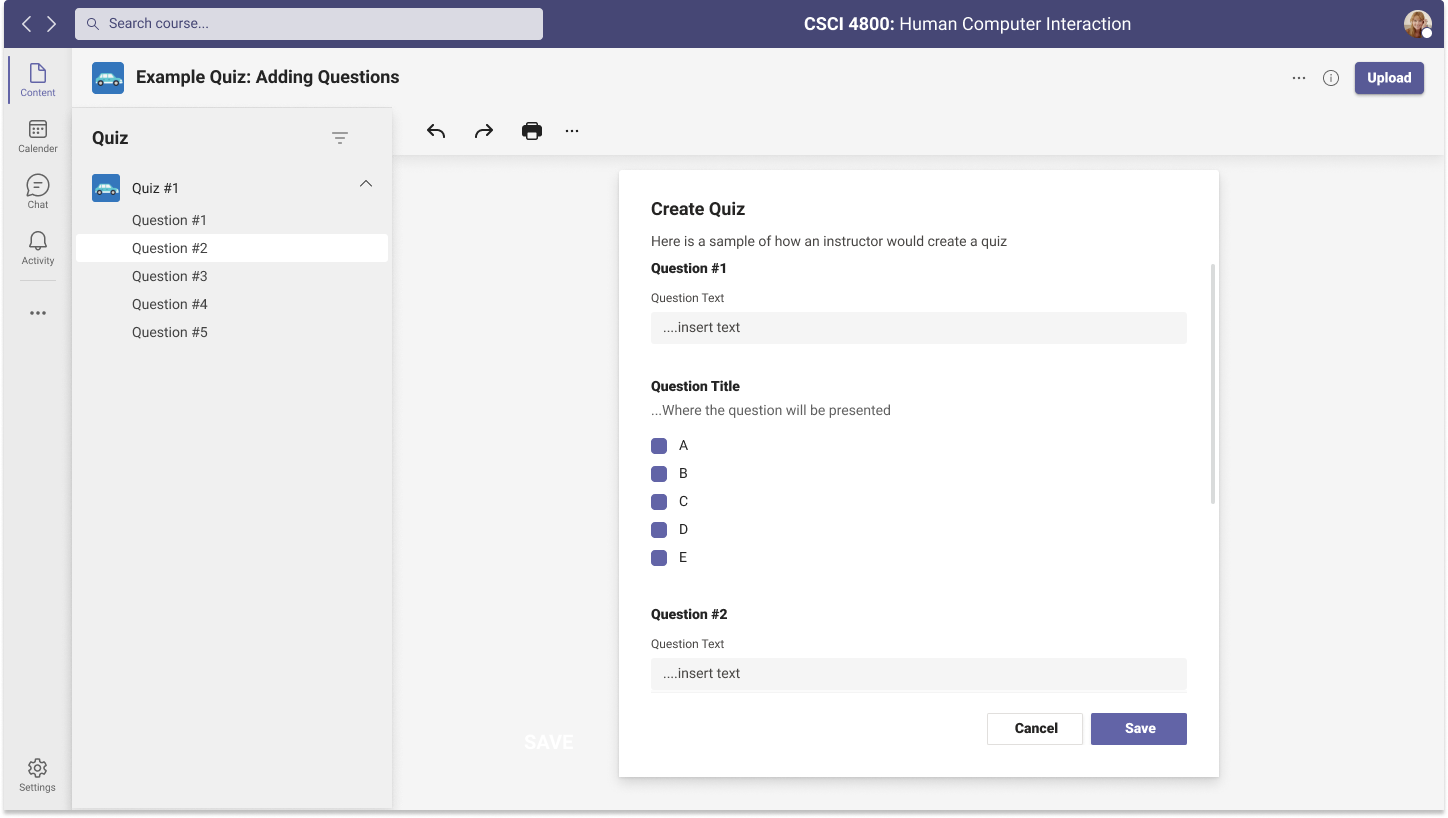 Search course...
CSCI 4800: Human Computer Interaction
Content
Calender
Chat
Activity
Settings
Example Quiz: Adding Questions
Upload
Quiz
Quiz #1
Question #1
Question #2
Question #3
Question #4
Question #5
Create Quiz
Here is a sample of how an instructor would create a quiz
Question #1
Question Text
....insert text
Question Title
...Where the question will be presented
A
B
C
D
E
Question #2
Question Text
....insert text
Cancel
Save
SAVE